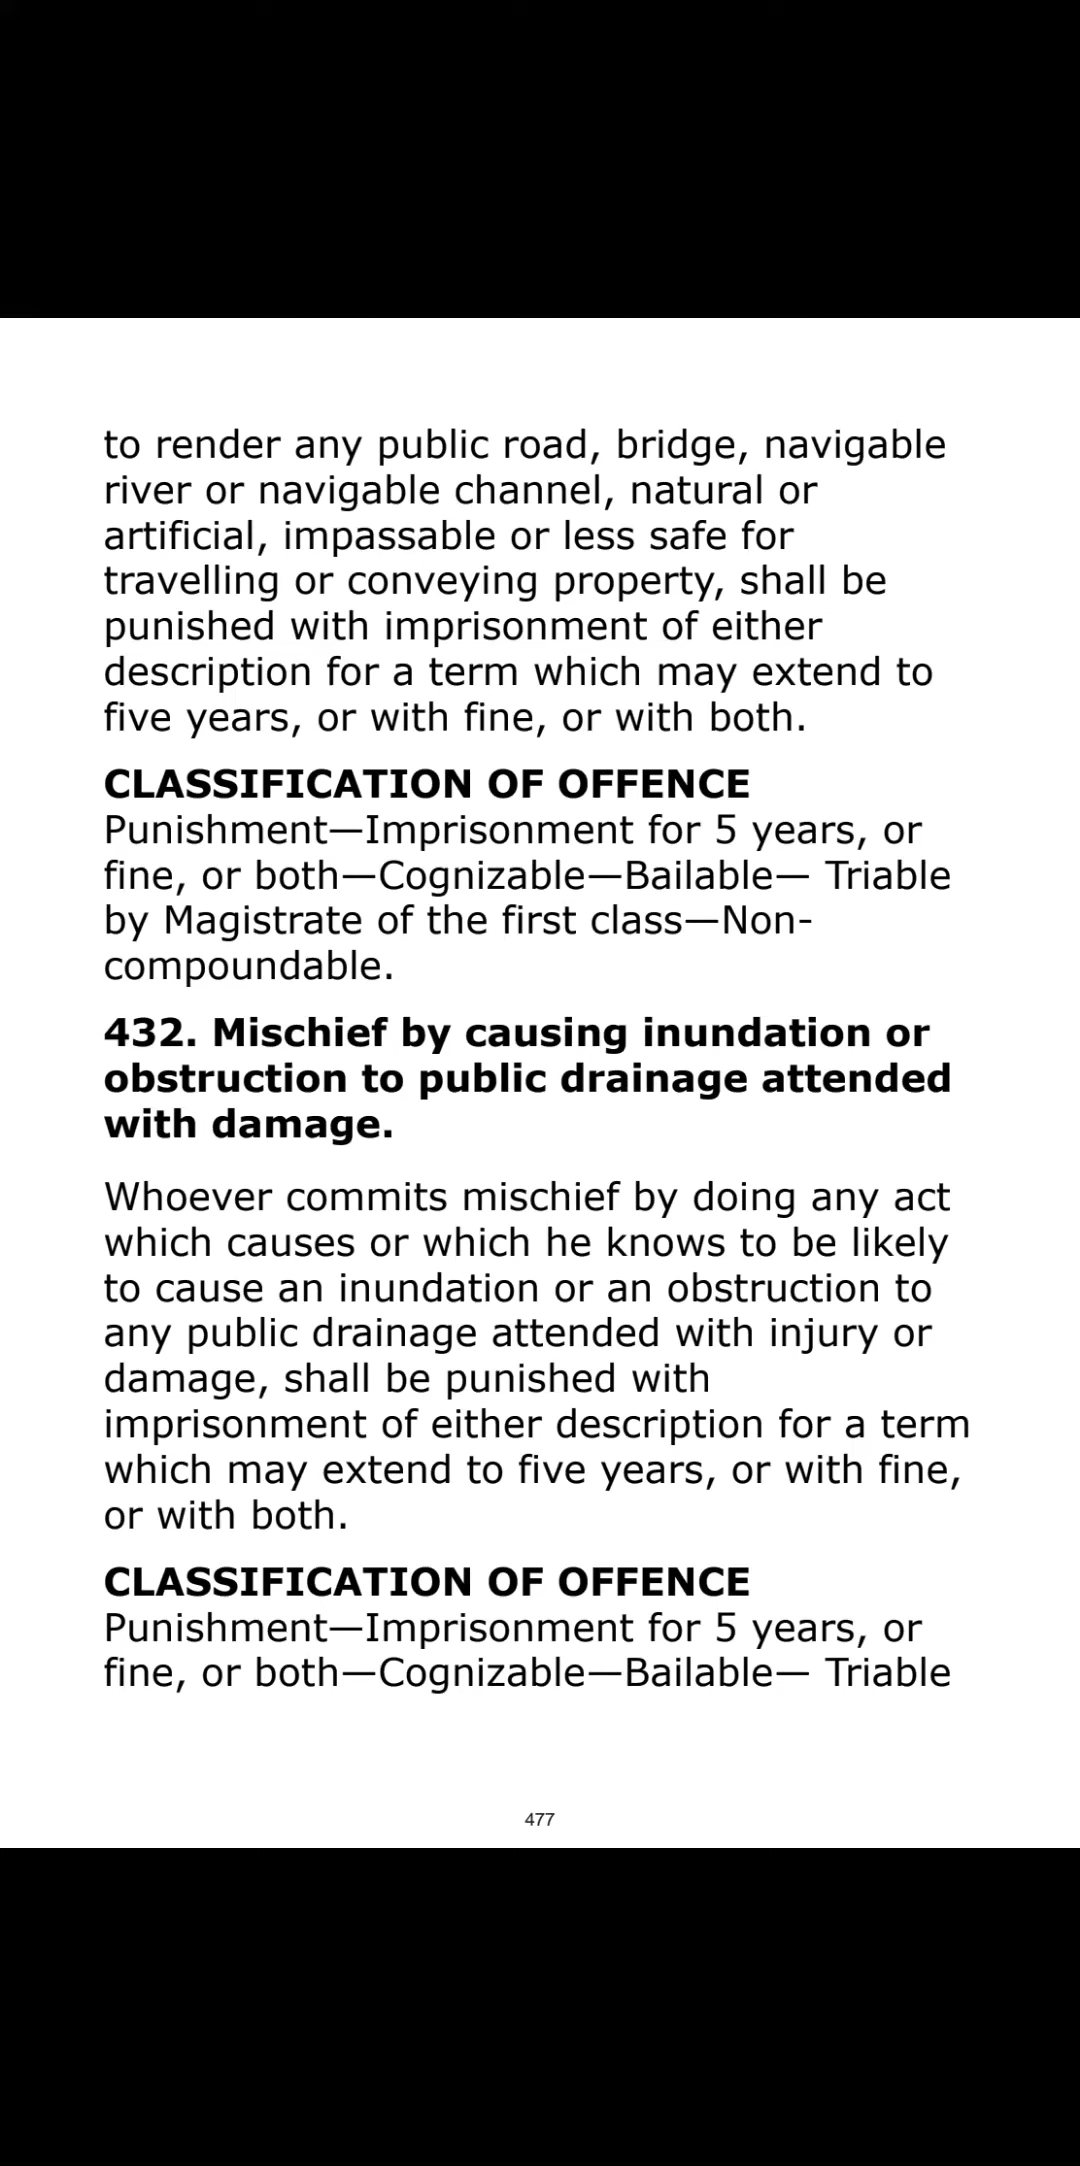 to render any public road, bridge, navigable
river or navigable channel, natural or
artificial, impassable or less safe for
travelling or conveying property, shall be
punished with imprisonment of either
description for a term which may extend to
five years, or with fine, or with both.
CLASSIFICATION OF OFFENCE
Punishment—Imprisonment for 5 years, or
fine, or both—Cognizable—Bailable— Triable
by Magistrate of the first class—Non-
compoundable.
432. Mischief by causing inundation or
obstruction to public drainage attended
with damage.
Whoever commits mischief by doing any act
which causes or which he knows to be likely
to cause an inundation or an obstruction to
any public drainage attended with injury or
damage, shall be punished with
imprisonment of either description for a term
which may extend to five years, or with fine,
or with both.
CLASSIFICATION OF OFFENCE
Punishment—Imprisonment for 5 years, or
fine, or both—Cognizable—Bailable— Triable
477